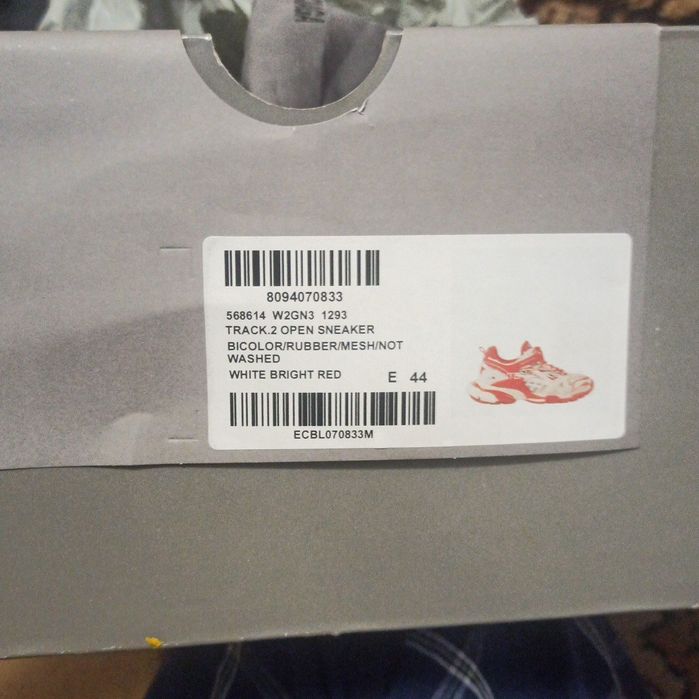 8094070833
568614 W2GN3 1293
TRACK.2 OPEN SNEAKER
BICOLOR/RUBBER/MESH/NOT
WASHED
WHITE BRIGHT RED E 44
ECBL070833M